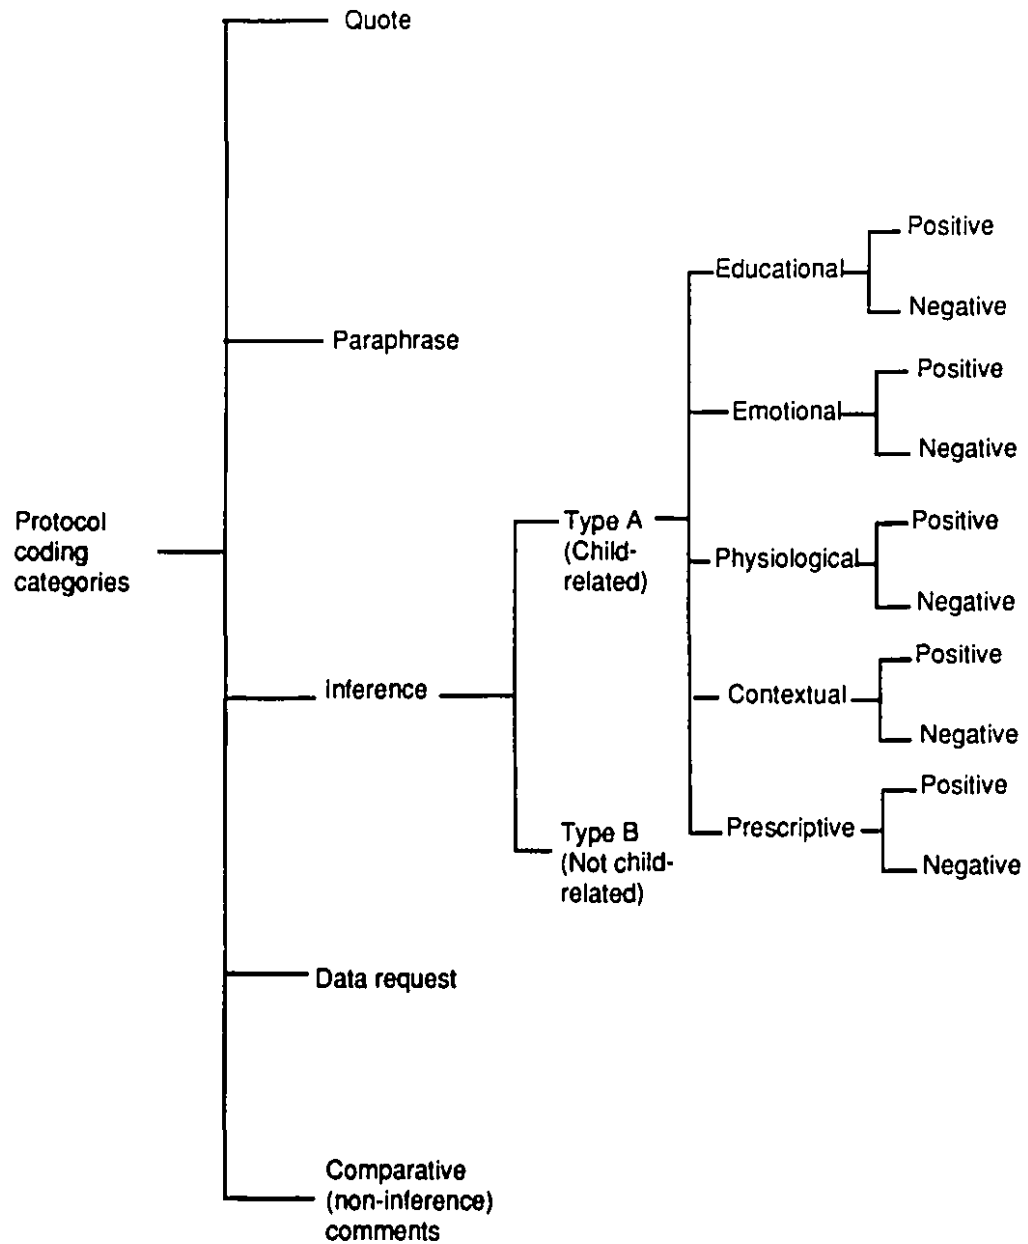 Quote
Positive
Educational
Negative
Paraphrase
Positive
Emotional
Negative
Protocol
coding
categories
Type A
(Child-
related)
Positive
Physiological
Negative
Inference
Positive
Contextual
Negative
Type B
(Not child-
related)
Positive
Prescriptive
Negative
Data request
Comparative
(non-inference)
comments